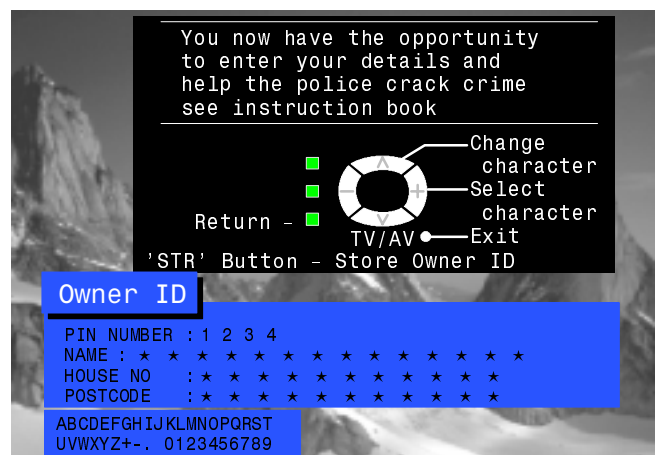 You now have the opportunity
to enter your details and
help the police crack crime
see instruction book
Change
character
Select
character
Return -
TV/AV
Exit
'STR' Button - Store Owner ID
Owner ID
PIN NUMBER : 1 2 3 4
NAME : ★ ★ ★ ★ ★ ★ ★ ★ ★ ★ ★ ★ ★ ★
HOUSE NO : ★ ★ ★ ★ ★ ★ ★ ★ ★ ★ ★
POSTCODE : ★ ★ ★ ★ ★ ★ ★ ★ ★ ★ ★
ABCDEFGHIJKLMNOPQRST
UVWXYZ+-. 0123456789